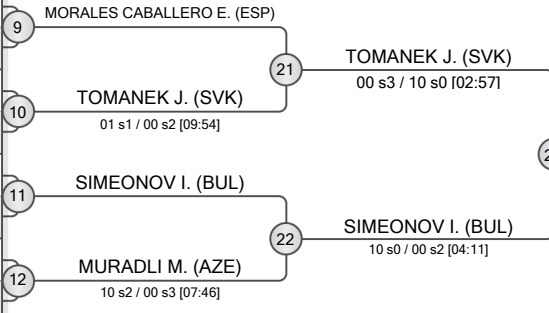 9
MORALES CABALLERO E. (ESP)
21
TOMANEK J. (SVK)
00 s3 / 10 s0 [02:57]
10
TOMANEK J. (SVK)
01 s1 / 00 s2 [09:54]
11
SIMEONOV I. (BUL)
22
SIMEONOV I. (BUL)
10 s0 / 00 s2 [04:11]
12
MURADLI M. (AZE)
10 s2 / 00 s3 [07:46]